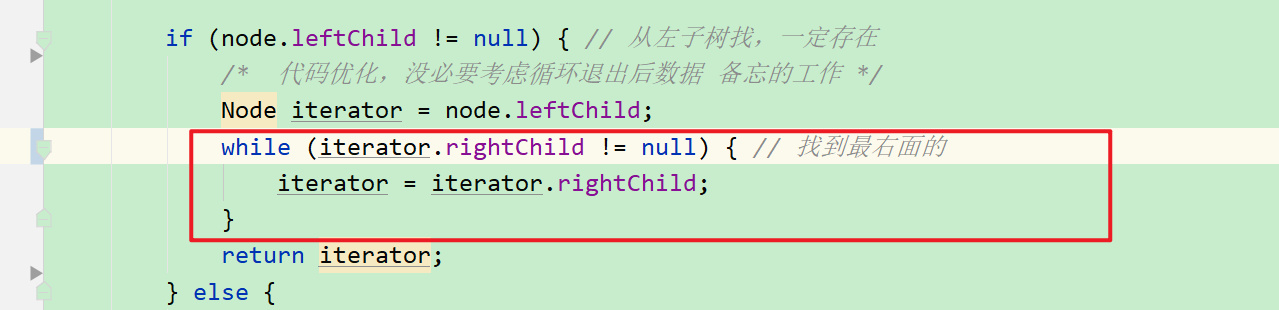 if (node.leftChild != null) { // 从左子树找，一定存在
/* 代码优化，没必要考虑循环退出后数据 备忘的工作 */
Node iterator = node.leftChild;
while (iterator.rightChild != null) { // 找到最右面的
iterator = iterator.rightChild;
}
return iterator;
} else {